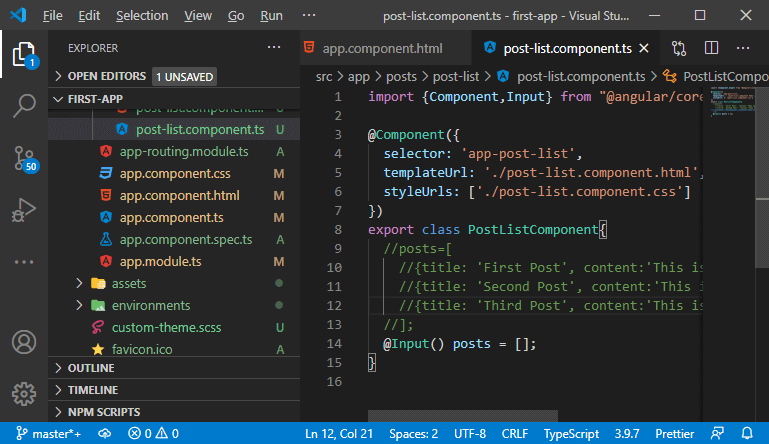 File Edit Selection View Go Run ··· post-list.component.ts - first-app - Visual Stu...
EXPLORER ···
OPEN EDITORS 1 UNSAVED
FIRST-APP
post-list.component....
post-list.component.ts U
app-routing.module.ts A
app.component.css M
app.component.html M
app.component.ts M
app.component.spec.ts A
app.module.ts M
assets
environments
custom-theme.scss U
favicon.ico A
OUTLINE
TIMELINE
NPM SCRIPTS
1
50
app.component.html post-list.component.ts
src > app > posts > post-list > post-list.component.ts > PostListCompo
1 import {Component,Input} from "@angular/core
2
3 @Component({
4 selector: 'app-post-list',
5 templateUrl: './post-list.component.html',
6 styleUrls: ['./post-list.component.css']
7 })
8 export class PostListComponent{
9 //posts=[
10 //{title: 'First Post', content:'This is
11 //{title: 'Second Post', content:'This is
12 //{title: 'Third Post', content:'This is
13 //];
14 @Input() posts = [];
15 }
16
master*+ 0 0 Ln 12, Col 21 Spaces: 2 UTF-8 CRLF TypeScript 3.9.7 Prettier